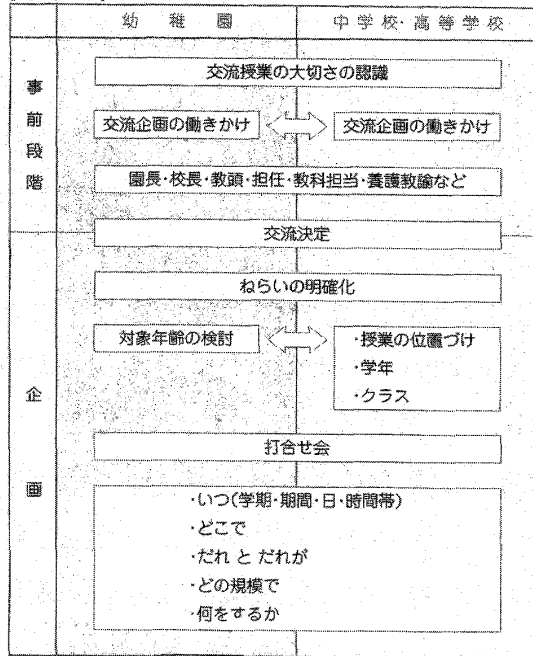 幼稚園 中学校・高等学校
事前段階
交流授業の大切さの認識
交流企画の働きかけ 交流企画の働きかけ
園長・校長・教頭・担任・教科担当・養護教諭など
交流決定
企画
ねらいの明確化
対象年齢の検討 ・授業の位置づけ
・学年
・クラス
打合せ会
・いつ(学期・期間・日・時間帯)
・どこで
・だれ と だれが
・どの規模で
・何をするか